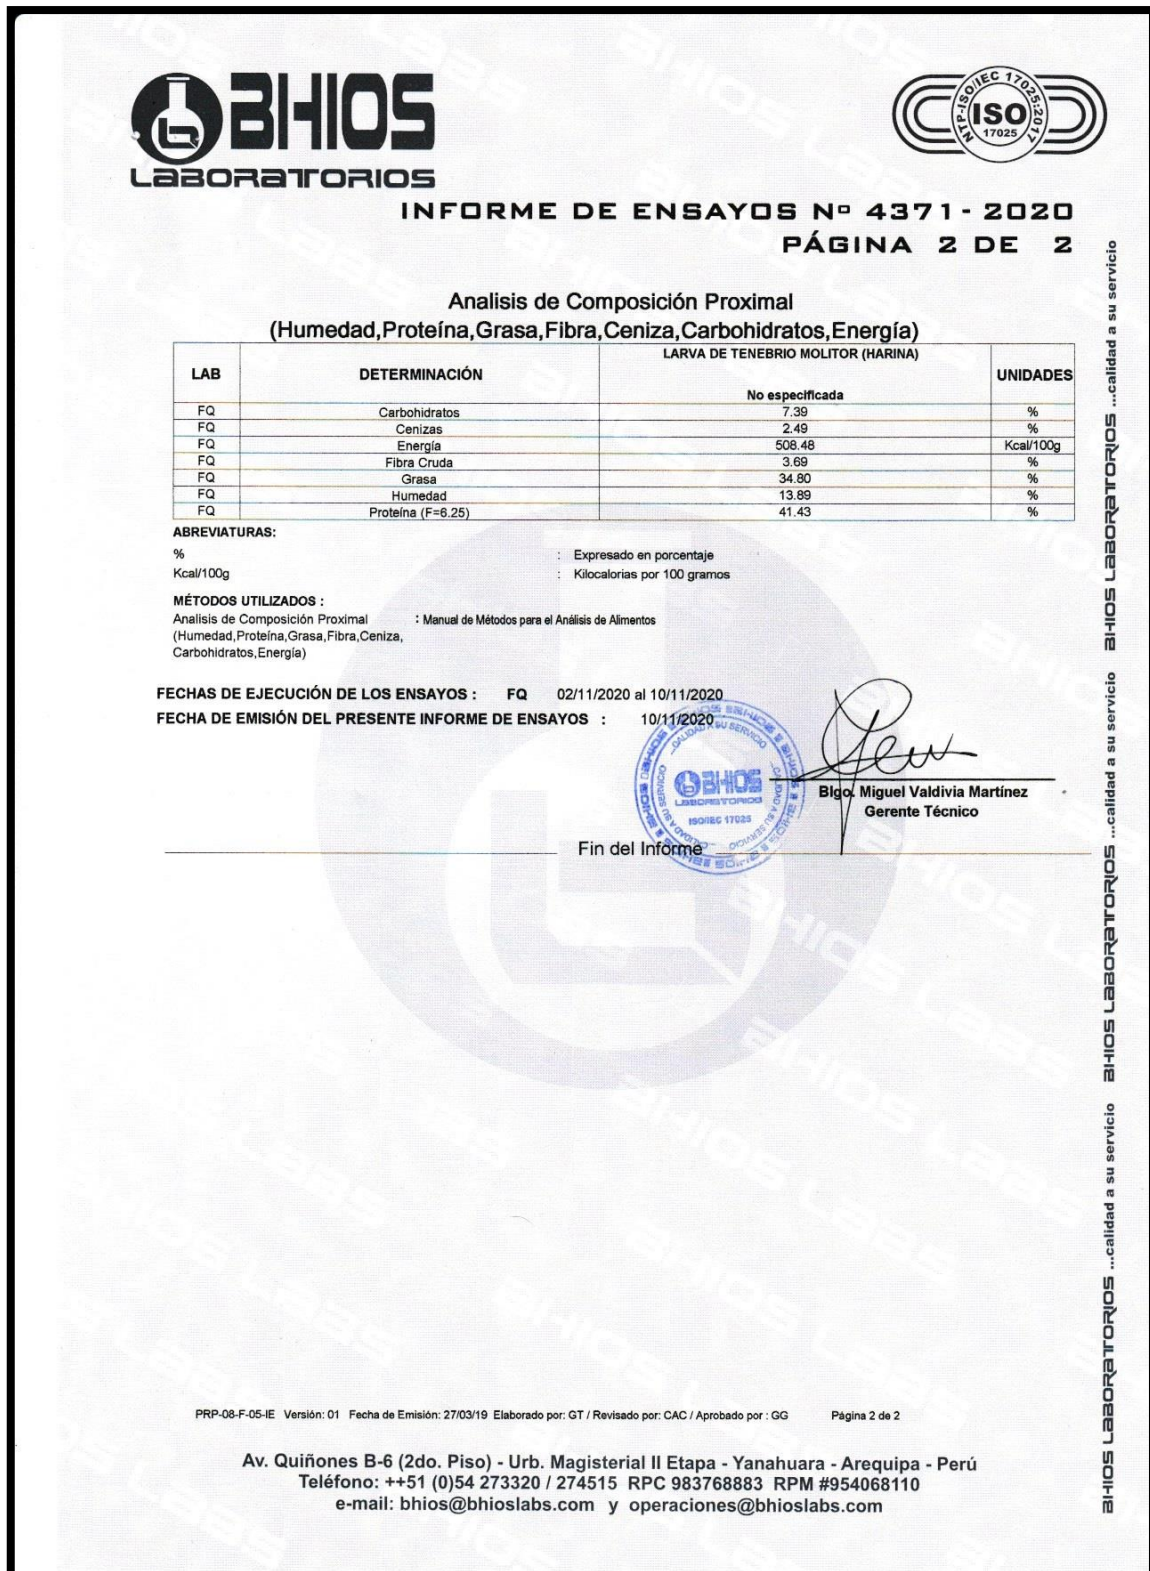 BHIOS
LABORATORIOS
NTP-ISO/IEC 17025:2017
ISO
17025
INFORME DE ENSAYOS Nº 4371- 2020
PÁGINA 2 DE 2
Analisis de Composición Proximal
(Humedad,Proteína,Grasa,Fibra,Ceniza,Carbohidratos,Energía)
LAB DETERMINACIÓN LARVA DE TENEBRIO MOLITOR (HARINA) UNIDADES
No especificada
FQ Carbohidratos 7.39 %
FQ Cenizas 2.49 %
FQ Energía 508.48 Kcal/100g
FQ Fibra Cruda 3.69 %
FQ Grasa 34.80 %
FQ Humedad 13.89 %
FQ Proteína (F=6.25) 41.43 %
ABREVIATURAS:
% : Expresado en porcentaje
Kcal/100g : Kilocalorias por 100 gramos
MÉTODOS UTILIZADOS :
Analisis de Composición Proximal : Manual de Métodos para el Análisis de Alimentos
(Humedad,Proteína,Grasa,Fibra,Ceniza,
Carbohidratos,Energía)
FECHAS DE EJECUCIÓN DE LOS ENSAYOS : FQ 02/11/2020 al 10/11/2020
FECHA DE EMISIÓN DEL PRESENTE INFORME DE ENSAYOS : 10/11/2020
BHIOS
LABORATORIOS
ISO/IEC 17025
Blgo. Miguel Valdivia Martínez
Gerente Técnico
Fin del Informe
PRP-08-F-05-IE Versión: 01 Fecha de Emisión: 27/03/19 Elaborado por: GT / Revisado por: CAC / Aprobado por : GG Página 2 de 2
Av. Quiñones B-6 (2do. Piso) - Urb. Magisterial II Etapa - Yanahuara - Arequipa - Perú
Teléfono: ++51 (0)54 273320 / 274515 RPC 983768883 RPM #954068110
e-mail: bhios@bhioslabs.com y operaciones@bhioslabs.com
BHIOS LABORATORIOS ...calidad a su servicio BHIOS LABORATORIOS ...calidad a su servicio BHIOS LABORATORIOS ...calidad a su servicio